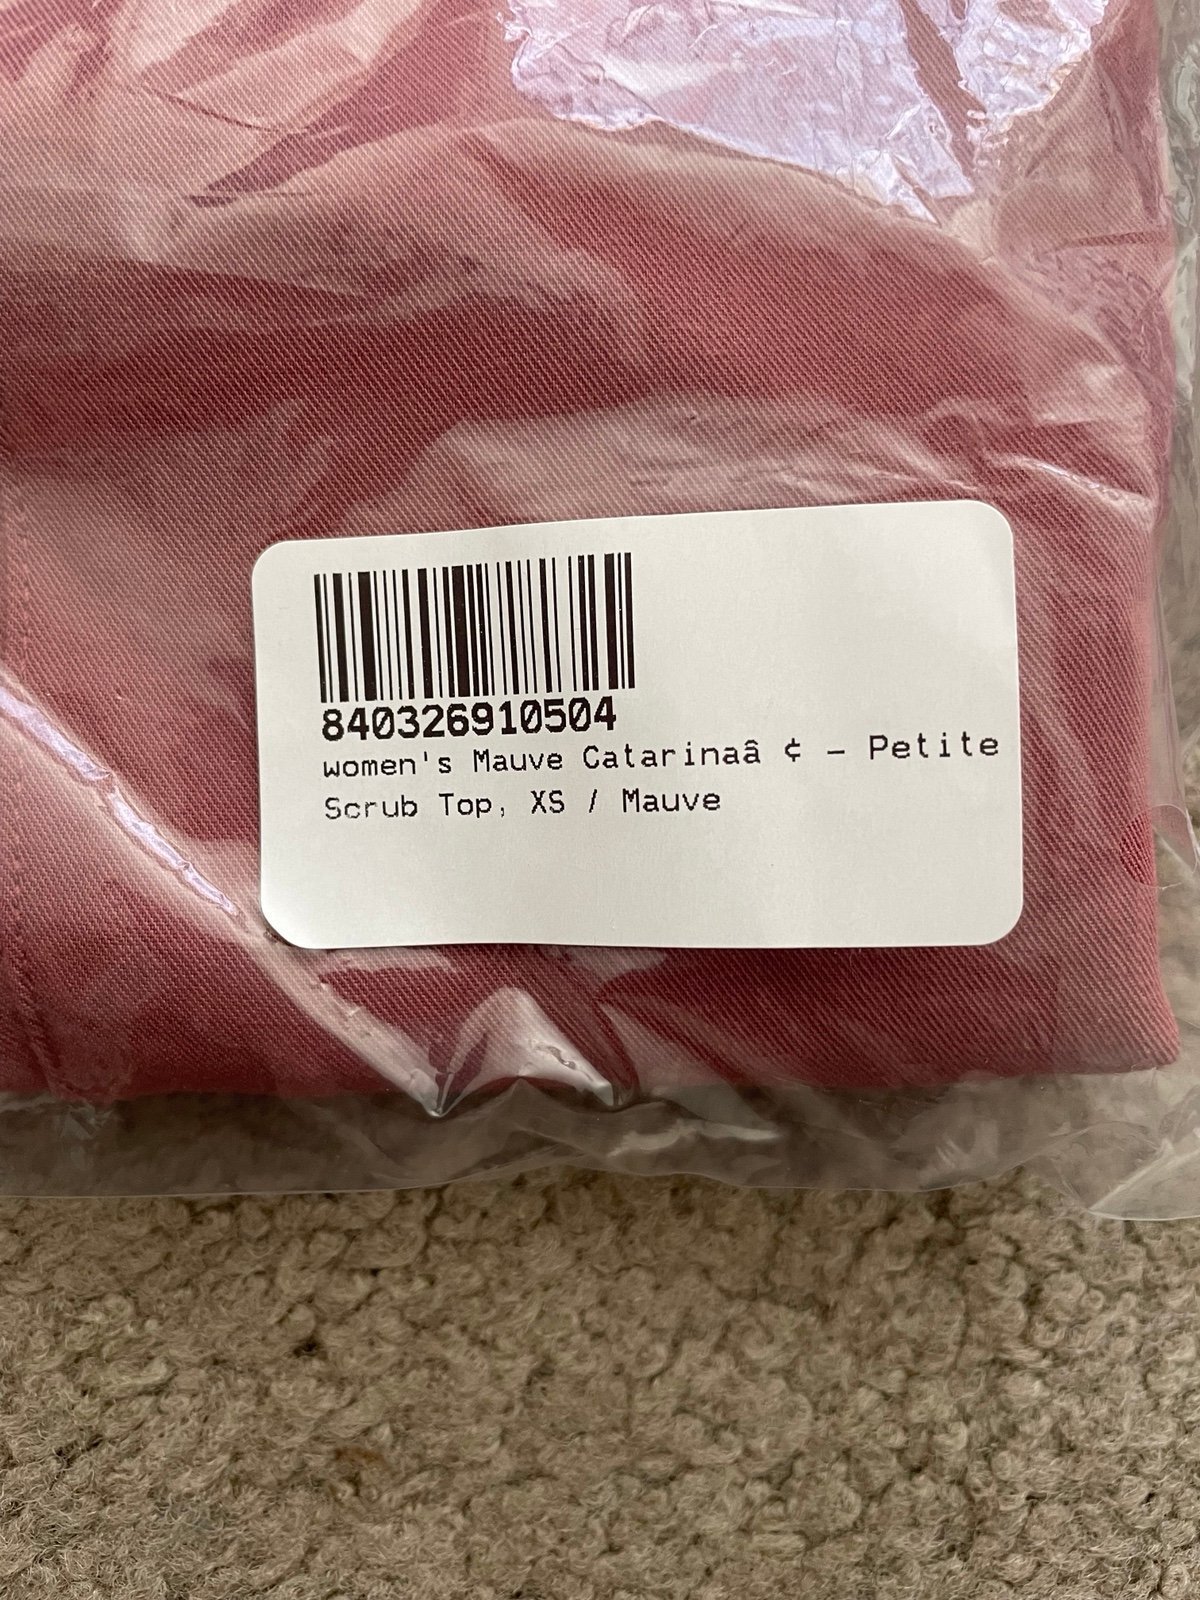 840326910504
women's Mauve Catarinaâ ¢ – Petite
Scrub Top, XS / Mauve